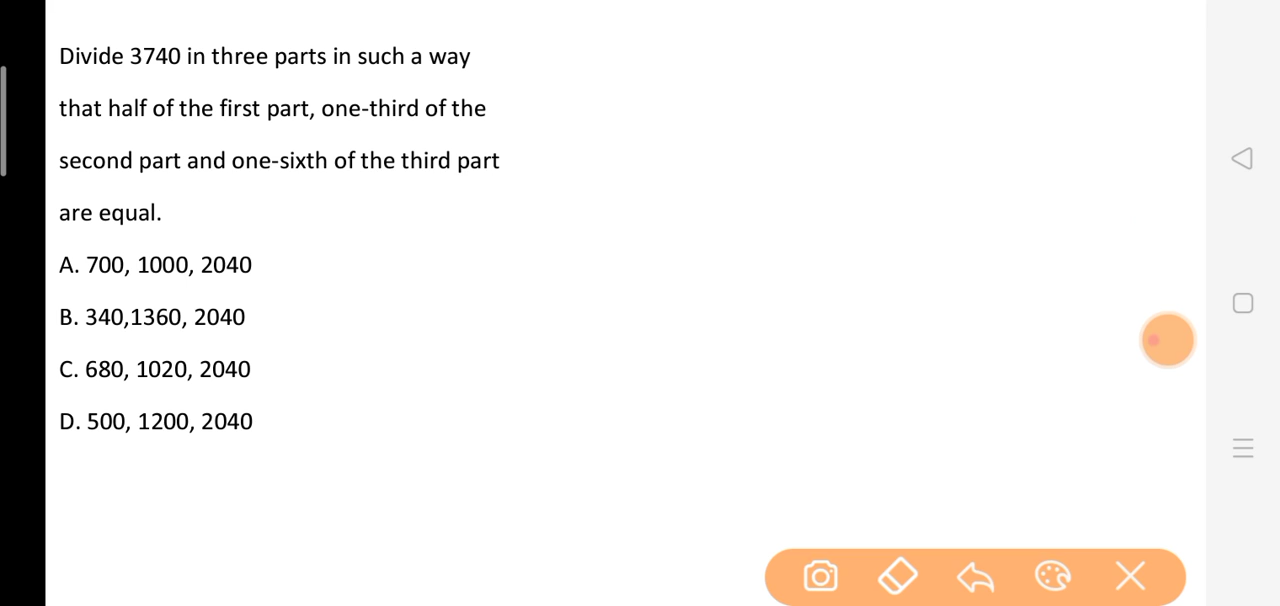 Divide 3740 in three parts in such a way
that half of the first part, one-third of the
second part and one-sixth of the third part
are equal.
A. 700, 1000, 2040
B. 340,1360, 2040
C. 680, 1020, 2040
D. 500, 1200, 2040